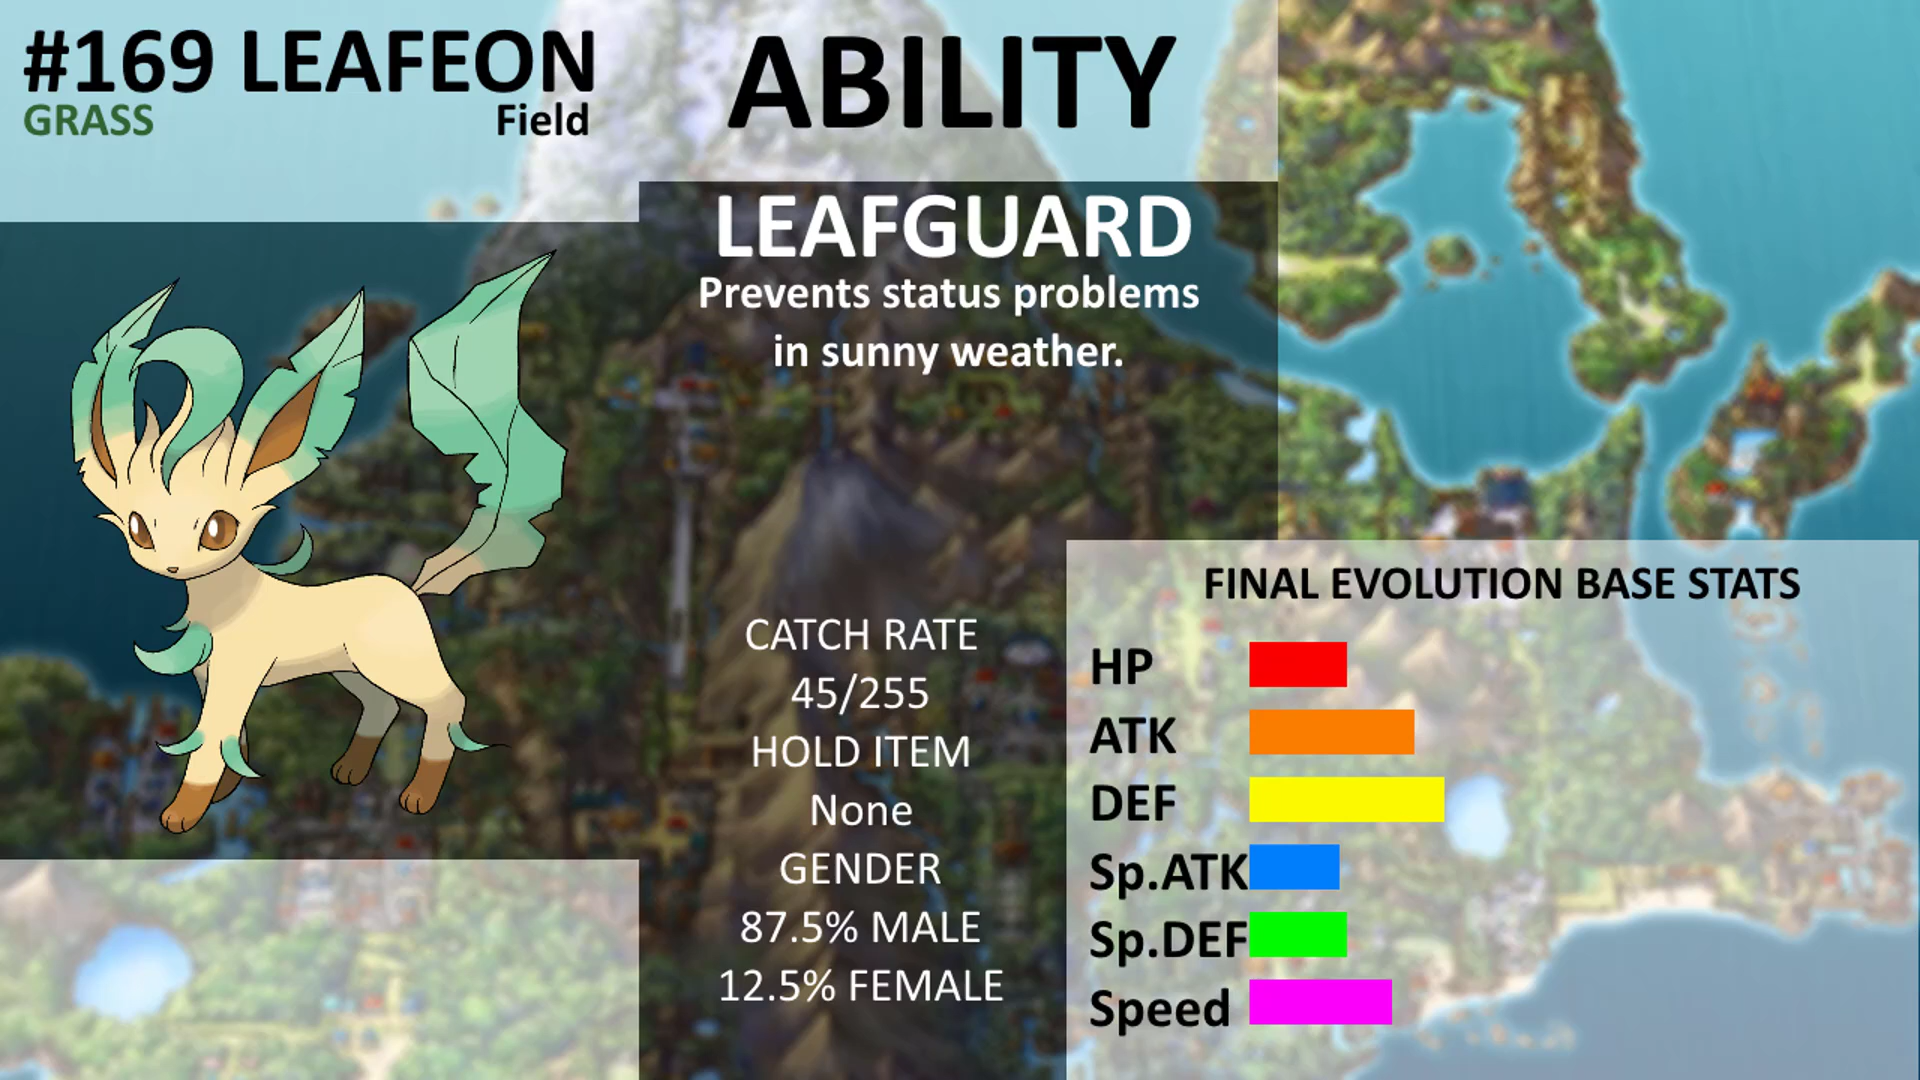 #169 LEAFEON
GRASS
Field
ABILITY
LEAFGUARD
Prevents status problems
in sunny weather.
CATCH RATE
45/255
HOLD ITEM
None
GENDER
87.5% MALE
12.5% FEMALE
FINAL EVOLUTION BASE STATS
HP
ATK
DEF
Sp.ATK
Sp.DEF
Speed